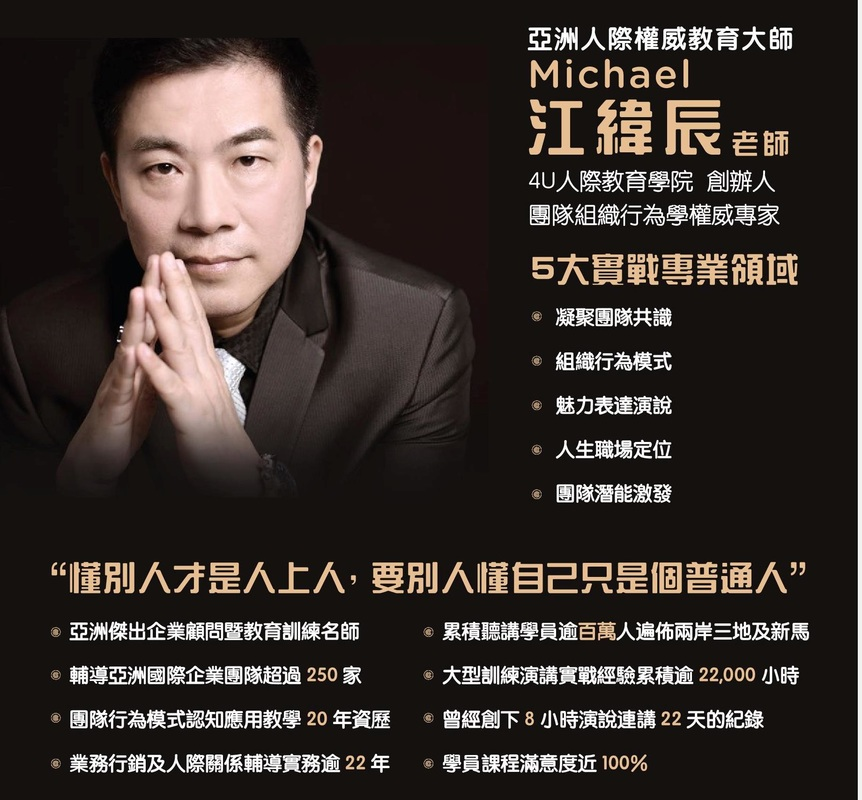 亞洲人際權威教育大師
Michael
江緯辰老師
4U人際教育學院 創辦人
團隊組織行為學權威專家
5大實戰專業領域
凝聚團隊共識
組織行為模式
魅力表達演說
人生職場定位
團隊潛能激發
“懂別人才是人上人，要別人懂自己只是個普通人”
亞洲傑出企業顧問暨教育訓練名師
輔導亞洲國際企業團隊超過 250 家
團隊行為模式認知應用教學 20 年資歷
業務行銷及人際關係輔導實務逾 22 年
累積聽講學員逾百萬人遍佈兩岸三地及新馬
大型訓練演講實戰經驗累積逾 22,000 小時
曾經創下 8 小時演說連講 22 天的紀錄
學員課程滿意度近 100%